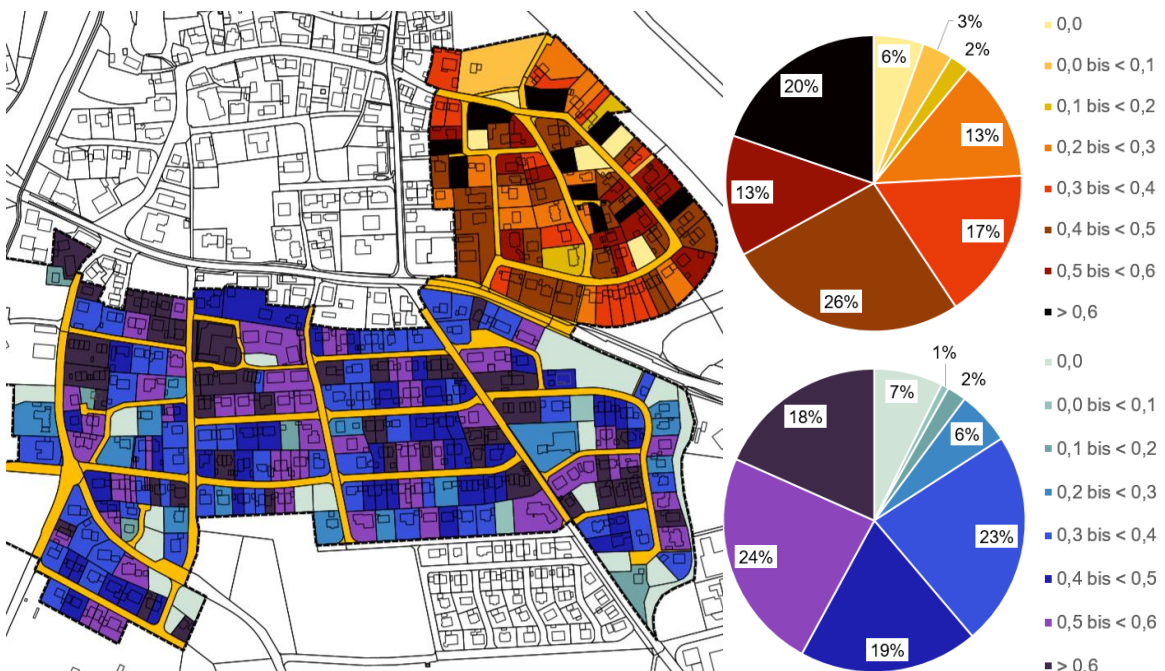 6%
3%
2%
13%
17%
26%
13%
20%
0,0
0,0 bis < 0,1
0,1 bis < 0,2
0,2 bis < 0,3
0,3 bis < 0,4
0,4 bis < 0,5
0,5 bis < 0,6
> 0,6
7%
1%
2%
6%
23%
19%
24%
18%
0,0
0,0 bis < 0,1
0,1 bis < 0,2
0,2 bis < 0,3
0,3 bis < 0,4
0,4 bis < 0,5
0,5 bis < 0,6
> 0,6